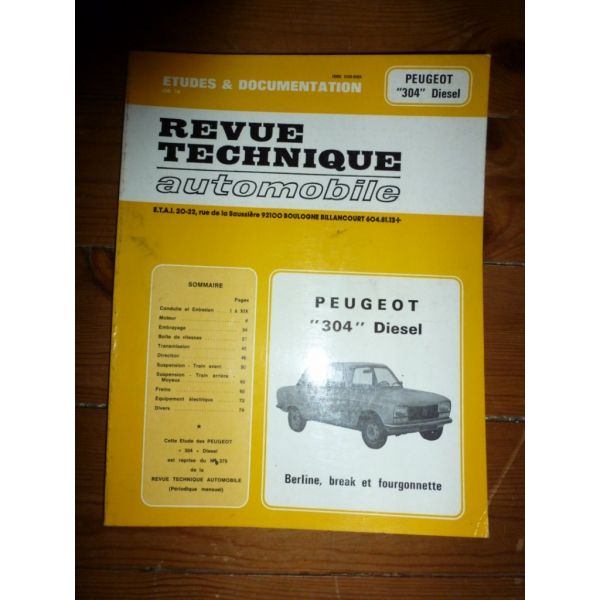 ETUDES & DOCUMENTATION
PEUGEOT
"304" Diesel
REVUE
TECHNIQUE
automobile
E.T.A.I. 20-22, rue de la Saussière 92100 BOULOGNE BILLANCOURT 604.81.13+
SOMMAIRE
Pages
Conduite et Entretien I à XIX
Moteur
Embrayage
Boîte de vitesses
Transmission
Direction
Suspension - Train avant
Suspension - Train arrière -
Moyeux
Freins
Equipement électrique 72
Divers
*
Cette Etude des PEUGEOT
- 304 - Diesel
est reprise du
de la
REVUE TECHNIQUE AUTOMOBILE
(Périodique mensuel)
PEUGEOT
"304" Diesel
Berline, break et fourgonnette